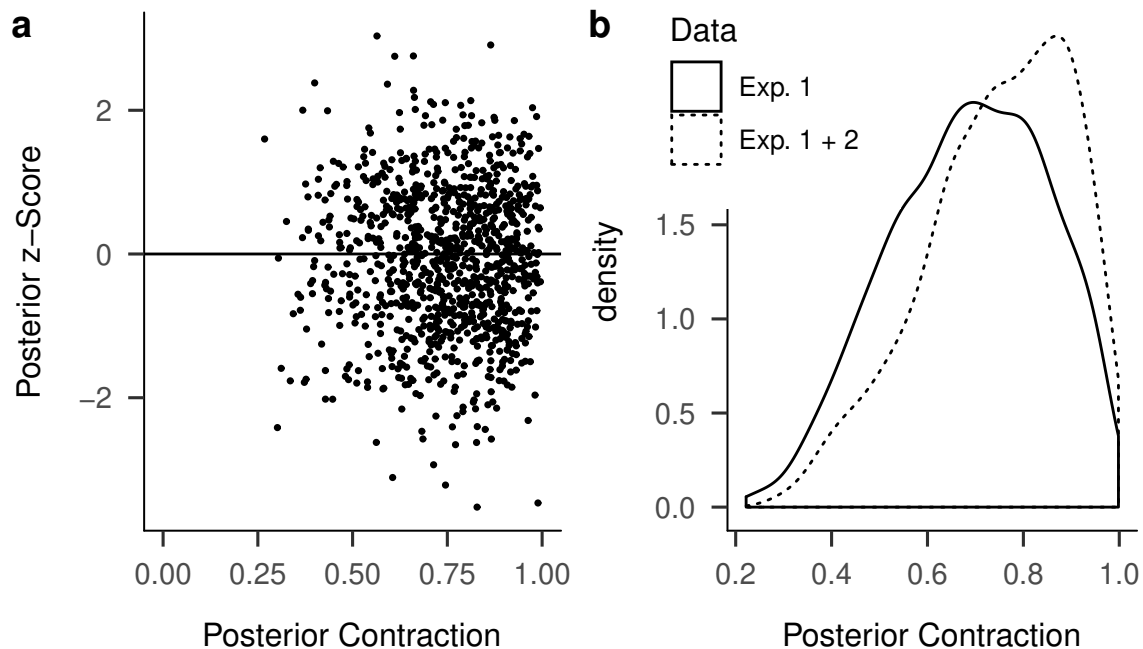 a
Posterior z−Score
2
0
−2
0.00 0.25 0.50 0.75 1.00
Posterior Contraction
b
Data
Exp. 1
Exp. 1 + 2
density
1.5
1.0
0.5
0.0
0.2 0.4 0.6 0.8 1.0
Posterior Contraction